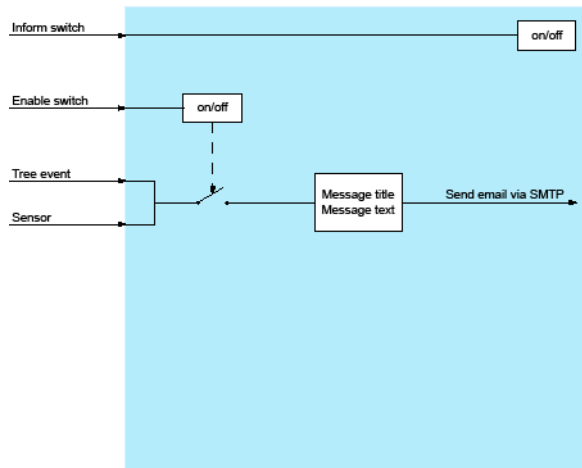 Inform switch
on/off
Enable switch
on/off
Tree event
Sensor
Message title
Message text
Send email via SMTP